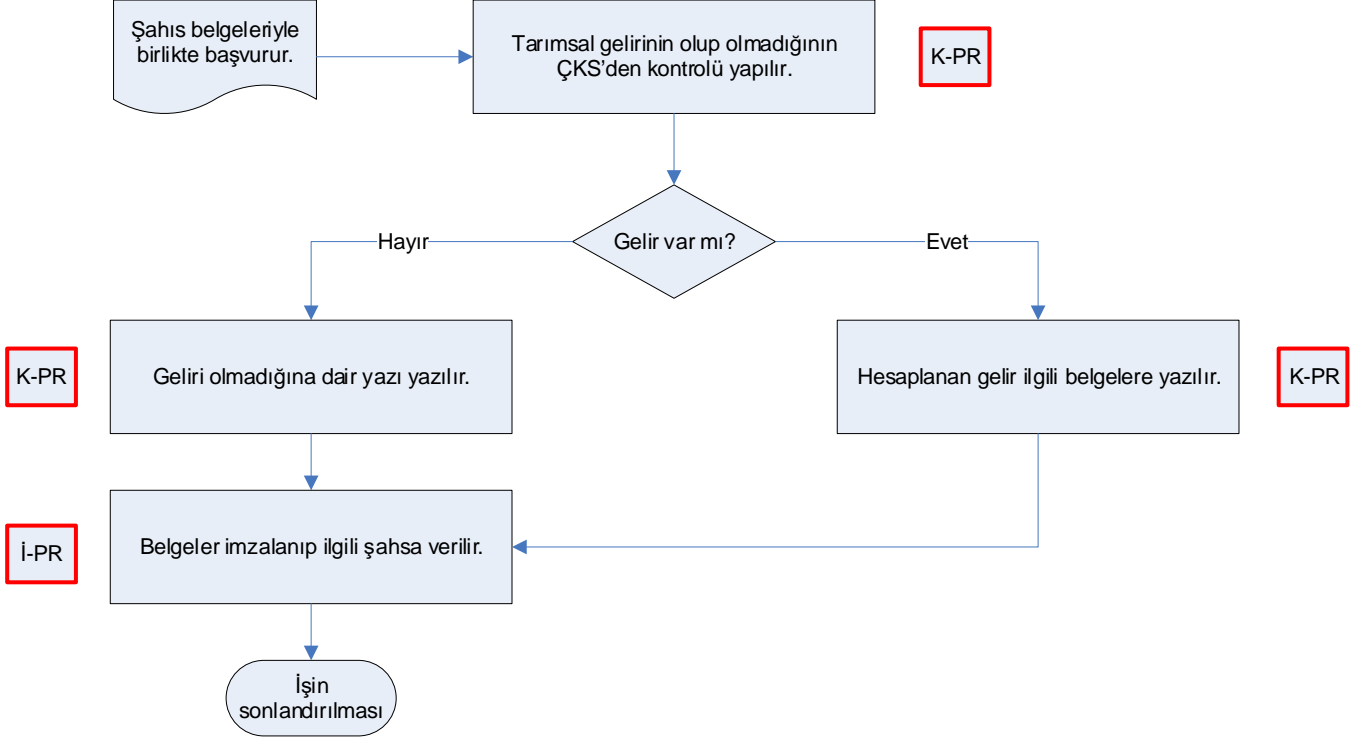 Şahıs belgeleriyle
birlikte başvurur.
Tarımsal gelirinin olup olmadığının
ÇKS'den kontrolü yapılır.
K-PR
Gelir var mı?
Hayır
Evet
K-PR
Geliri olmadığına dair yazı yazılır.
Hesaplanan gelir ilgili belgelere yazılır.
K-PR
İ-PR
Belgeler imzalanıp ilgili şahsa verilir.
İşin
sonlandırılması